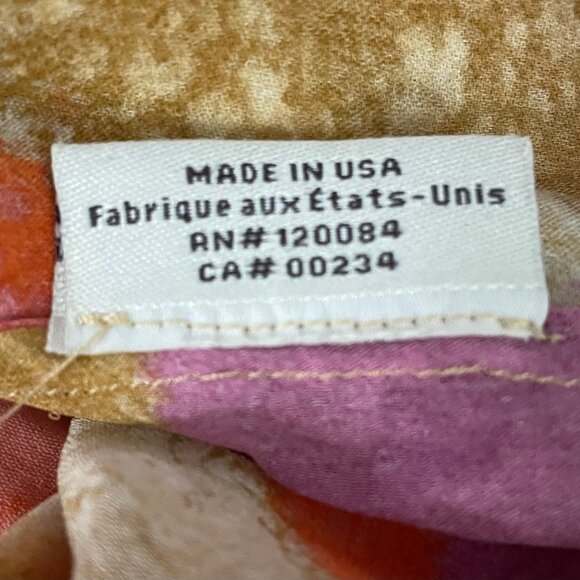 MADE IN USA
Fabrique aux États-Unis
RN# 120084
CA# 00234